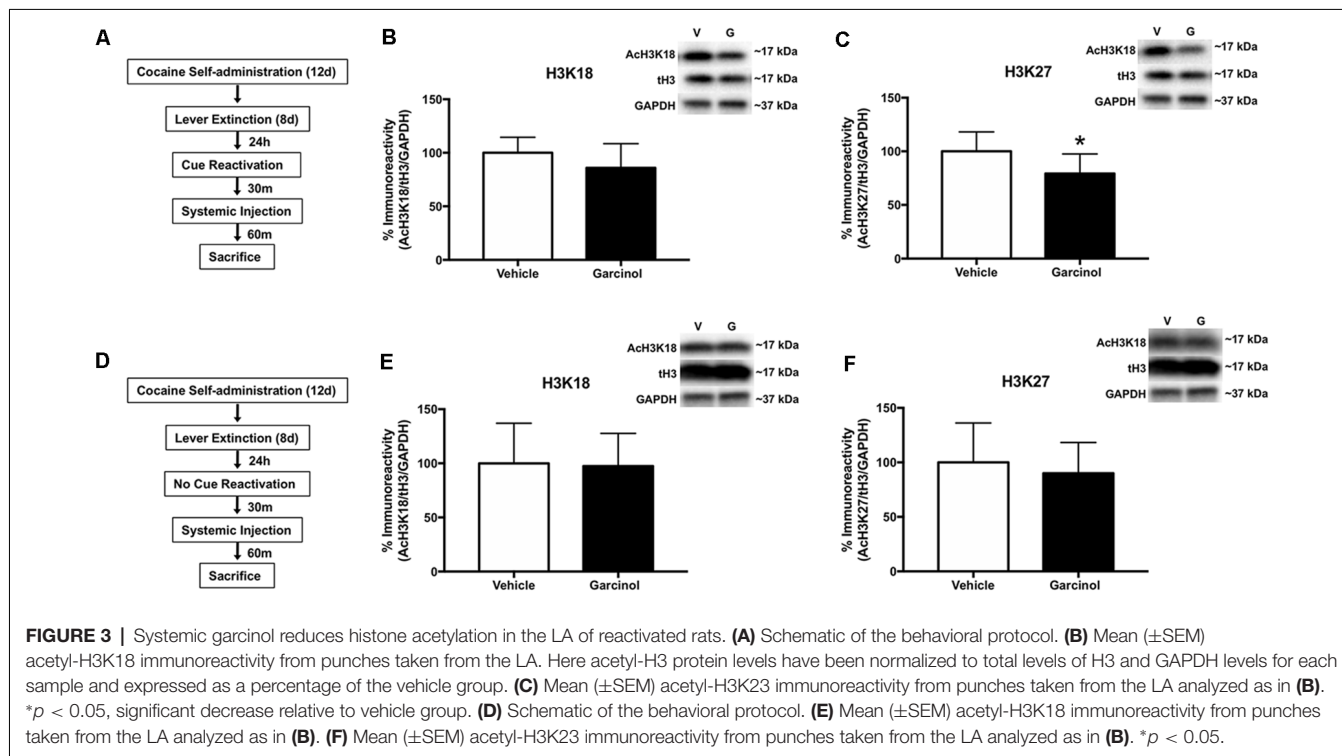 A
Cocaine Self-administration (12d)
Lever Extinction (8d)
24h
Cue Reactivation
30m
Systemic Injection
60m
Sacrifice
B
H3K18
V G
AcH3K18 ~17 kDa
tH3 ~17 kDa
GAPDH ~37 kDa
% Immunoreactivity
(AcH3K18/tH3/GAPDH)
150
100
50
0
Vehicle Garcinol
C
H3K27
V G
AcH3K18 ~17 kDa
tH3 ~17 kDa
GAPDH ~37 kDa
% Immunoreactivity
(AcH3K27/tH3/GAPDH)
150
100
50
0
*
Vehicle Garcinol
D
Cocaine Self-administration (12d)
Lever Extinction (8d)
24h
No Cue Reactivation
30m
Systemic Injection
60m
Sacrifice
E
H3K18
V G
AcH3K18 ~17 kDa
tH3 ~17 kDa
GAPDH ~37 kDa
% Immunoreactivity
(AcH3K18/tH3/GAPDH)
150
100
50
0
Vehicle Garcinol
F
H3K27
V G
AcH3K18 ~17 kDa
tH3 ~17 kDa
GAPDH ~37 kDa
% Immunoreactivity
(AcH3K27/tH3/GAPDH)
150
100
50
0
Vehicle Garcinol
FIGURE 3 | Systemic garcinol reduces histone acetylation in the LA of reactivated rats. (A) Schematic of the behavioral protocol. (B) Mean (±SEM)
acetyl-H3K18 immunoreactivity from punches taken from the LA. Here acetyl-H3 protein levels have been normalized to total levels of H3 and GAPDH levels for each
sample and expressed as a percentage of the vehicle group. (C) Mean (±SEM) acetyl-H3K23 immunoreactivity from punches taken from the LA analyzed as in (B).
*p < 0.05, significant decrease relative to vehicle group. (D) Schematic of the behavioral protocol. (E) Mean (±SEM) acetyl-H3K18 immunoreactivity from punches
taken from the LA analyzed as in (B). (F) Mean (±SEM) acetyl-H3K23 immunoreactivity from punches taken from the LA analyzed as in (B). *p < 0.05.